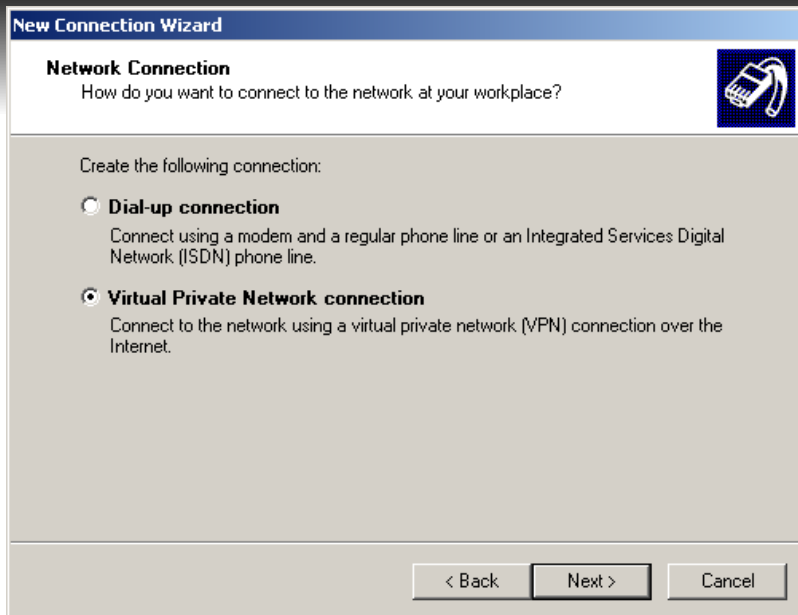 New Connection Wizard
Network Connection
How do you want to connect to the network at your workplace?
Create the following connection:
Dial-up connection
Connect using a modem and a regular phone line or an Integrated Services Digital
Network (ISDN) phone line.
Virtual Private Network connection
Connect to the network using a virtual private network (VPN) connection over the
Internet.
< Back
Next >
Cancel